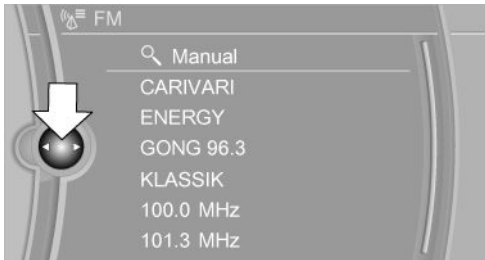 FM
Manual
CARIVARI
ENERGY
GONG 96.3
KLASSIK
100.0 MHz
101.3 MHz